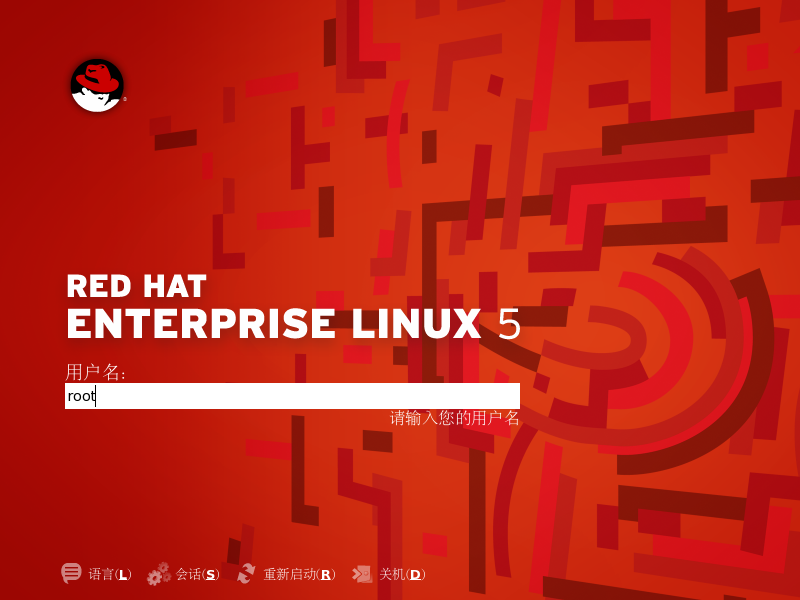 RED HAT
ENTERPRISE LINUX 5
用户名:
root
请输入您的用户名
语言(L) 会话(S) 重新启动(R) 关机(D)